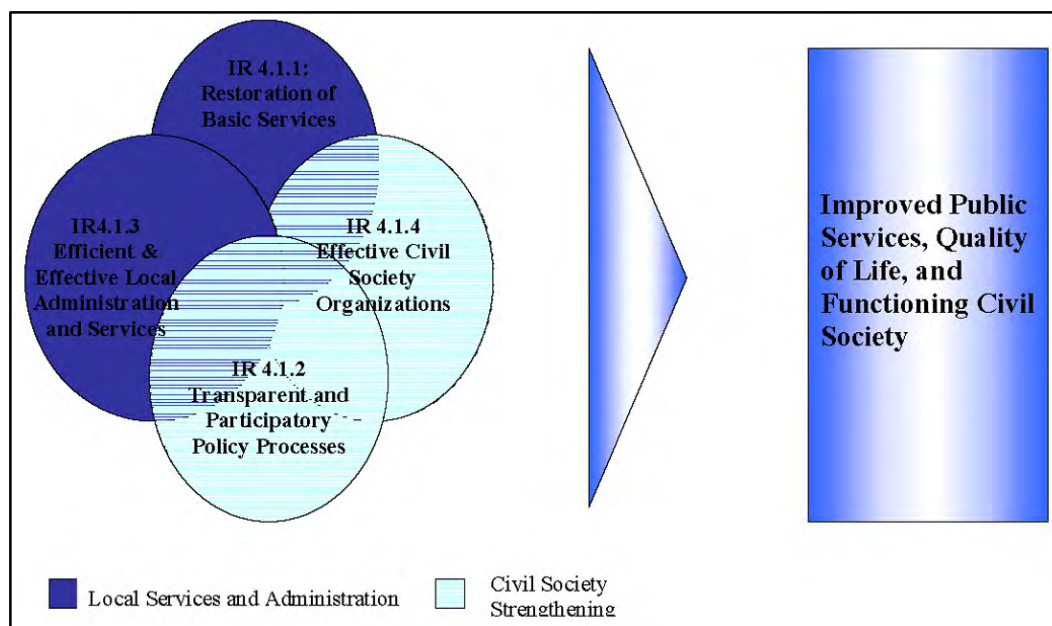 IR 4.1.1:
Restoration of
Basic Services
IR4.1.3
Efficient &
Effective Local
Administration
and Services
IR 4.1.4
Effective Civil
Society
Organizations
IR 4.1.2
Transparent and
Participatory
Policy Processes
Improved Public
Services, Quality
of Life, and
Functioning Civil
Society
Local Services and Administration
Civil Society
Strengthening